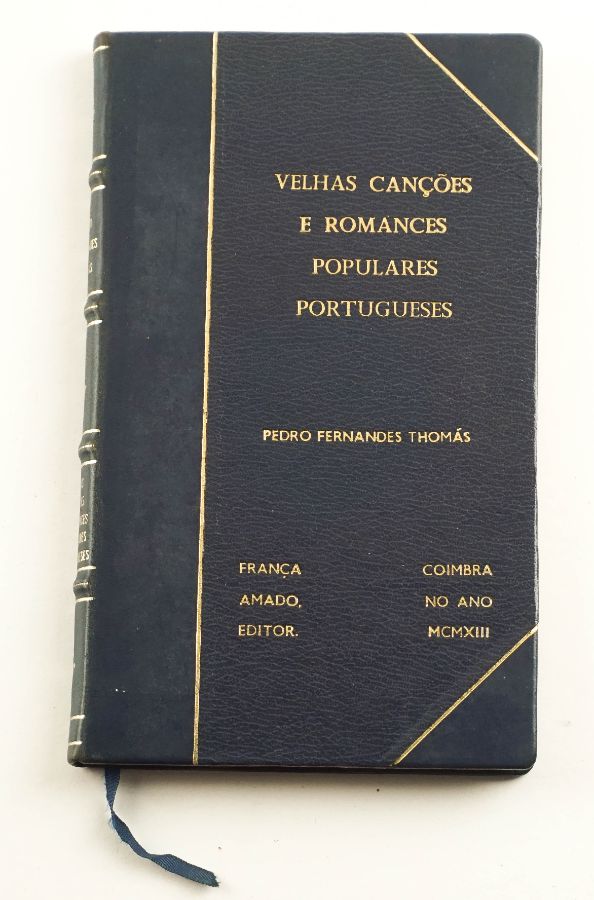 VELHAS CANÇÕES
E ROMANCES
POPULARES
PORTUGUESES
PEDRO FERNANDES THOMÁS
FRANÇA
AMADO,
EDITOR.
COIMBRA
NO ANO
MCMXIII